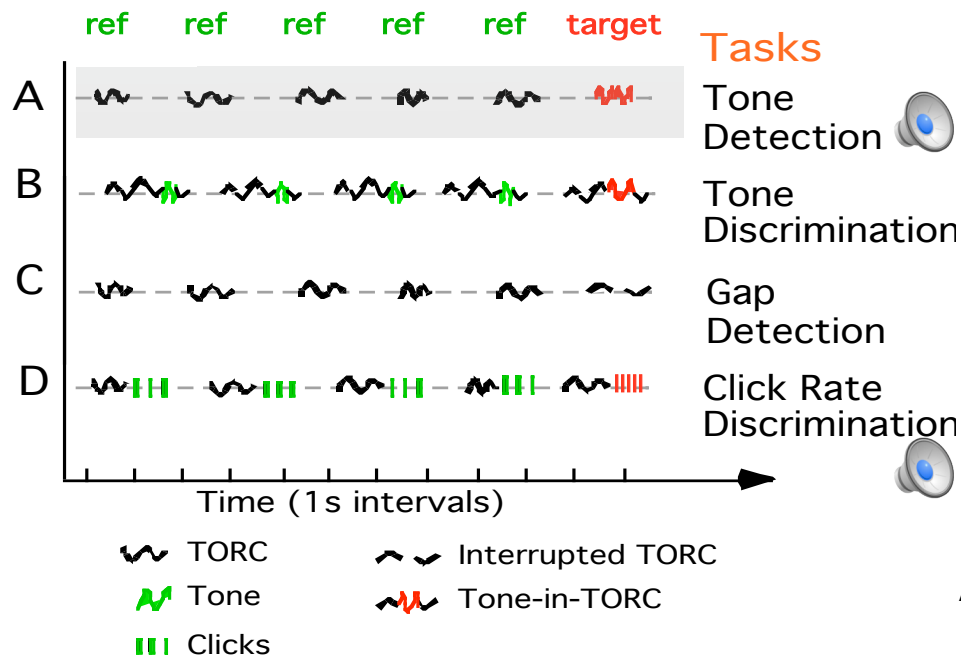 ref ref ref ref ref target
Tasks
A
Tone
Detection
B
Tone
Discrimination
C
Gap
Detection
D
Click Rate
Discrimination
Time (1s intervals)
TORC
Interrupted TORC
Tone
Tone-in-TORC
Clicks